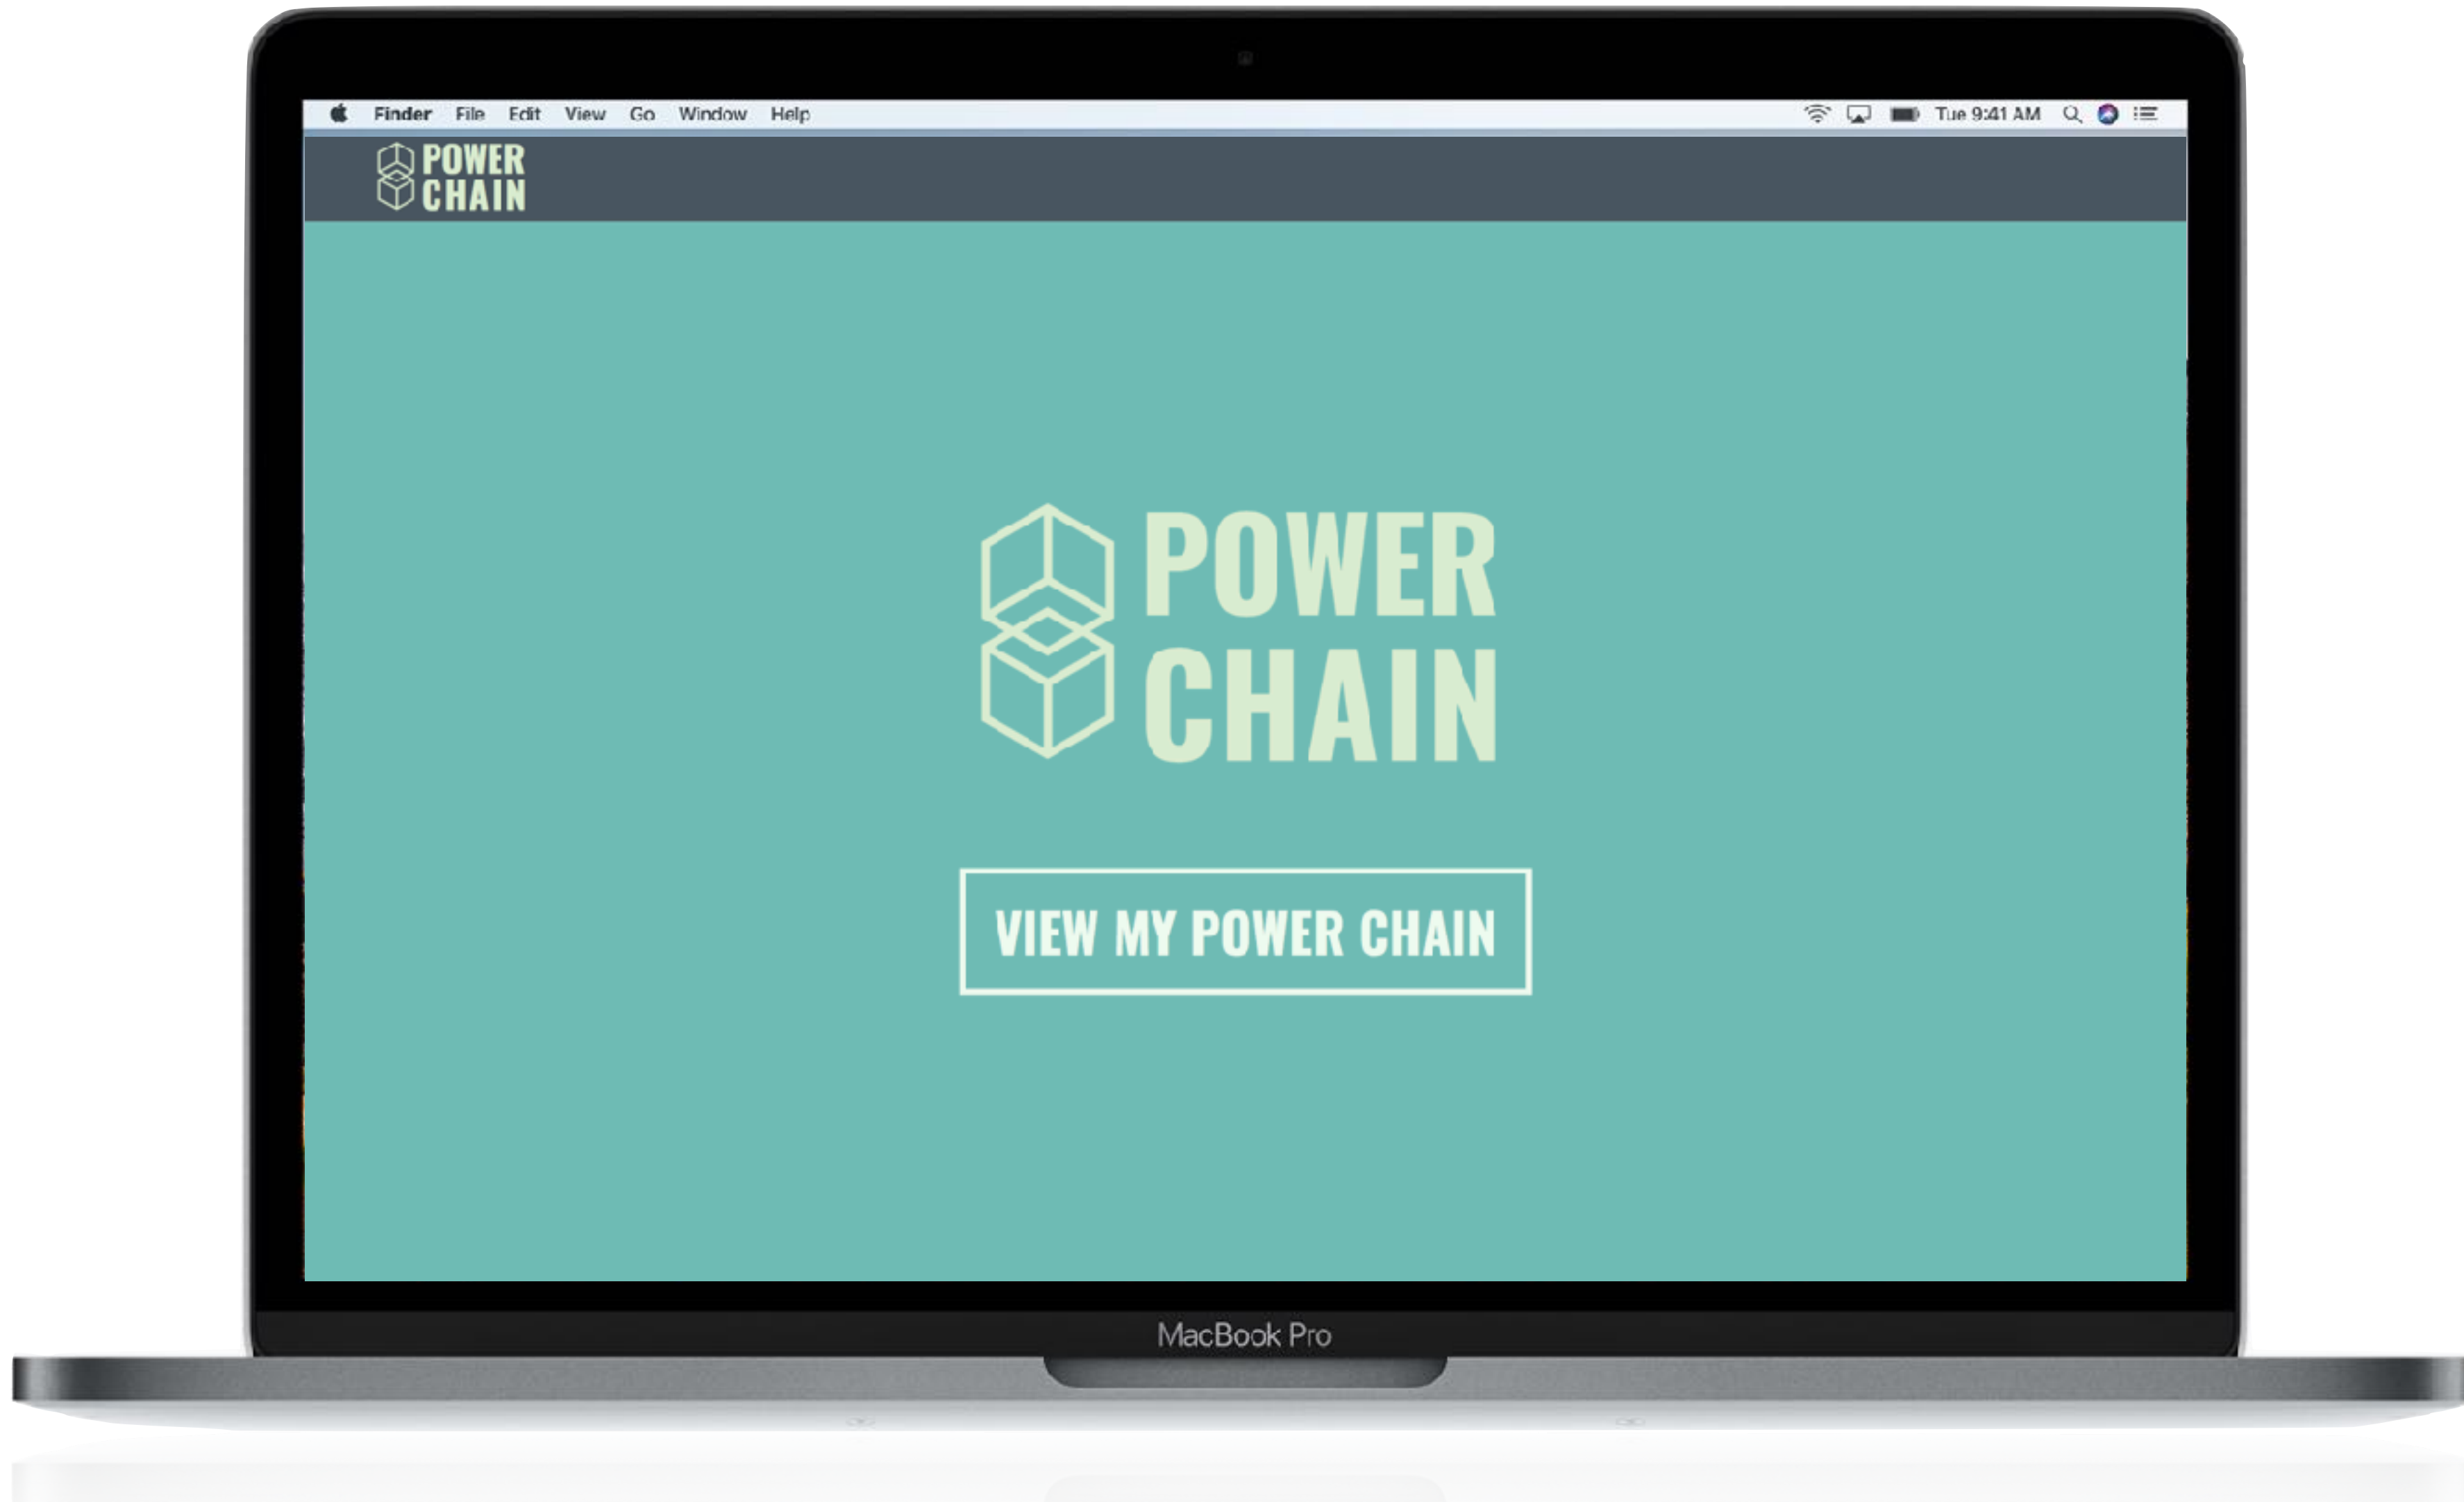 Finder File Edit View Go Window Help Tue 9:41 AM
POWER
CHAIN
POWER
CHAIN
VIEW MY POWER CHAIN
MacBook Pro